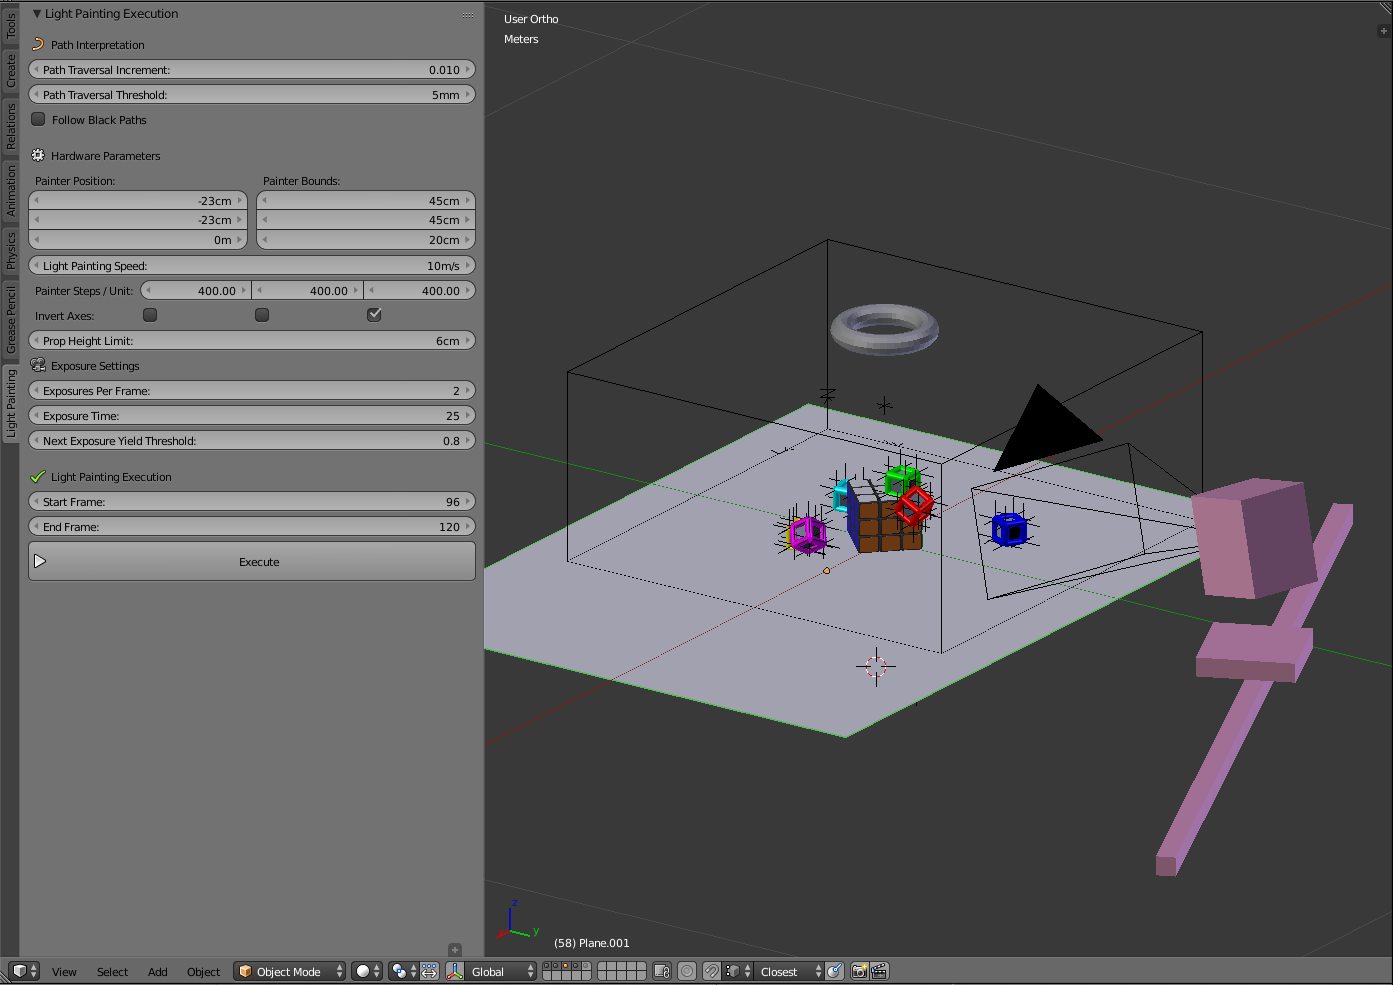 Tools
Create
Relations
Animation
Physics
Grease Pencil
Light Painting
Light Painting Execution
Path Interpretation
Path Traversal Increment: 0.010
Path Traversal Threshold: 5mm
Follow Black Paths
Hardware Parameters
Painter Position: Painter Bounds:
-23cm 45cm
-23cm 45cm
0m 20cm
Light Painting Speed: 10m/s
Painter Steps / Unit: 400.00 400.00 400.00
Invert Axes:
Prop Height Limit: 6cm
Exposure Settings
Exposures Per Frame: 2
Exposure Time: 25
Next Exposure Yield Threshold: 0.8
Light Painting Execution
Start Frame: 96
End Frame: 120
Execute
User Ortho
Meters
z
y
(58) Plane.001
View Select Add Object Object Mode Global Closest